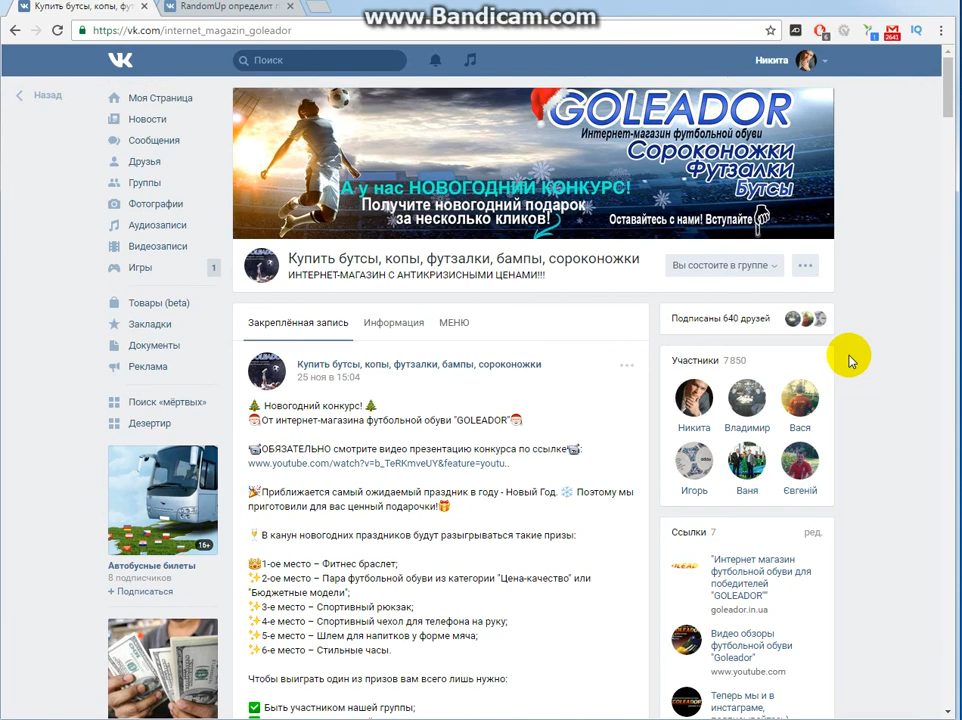 www.Bandicam.com
Купить бутсы, копы, фу
RandomUp определит п
https://vk.com/internet_magazin_goleador
6
1
2641
IQ
Поиск
Никита
Назад
Моя Страница
Новости
Сообщения
Друзья
Группы
Фотографии
Аудиозаписи
Видеозаписи
Игры
1
Товары (beta)
Закладки
Документы
Реклама
Поиск «мёртвых»
Дезертир
16+
Автобусные билеты
8 подписчиков
+ Подписаться
GOLEADOR
Интернет-магазин футбольной обуви
Сороконожки
Футзалки
Бутсы
А у нас НОВОГОДНИЙ КОНКУРС!
Получите новогодний подарок
за несколько кликов!
Оставайтесь с нами! Вступайте
Купить бутсы, копы, футзалки, бампы, сороконожки
ИНТЕРНЕТ-МАГАЗИН С АНТИКРИЗИСНЫМИ ЦЕНАМИ!!!
Вы состоите в группе
Закреплённая запись
Информация
МЕНЮ
Купить бутсы, копы, футзалки, бампы, сороконожки
25 ноя в 15:04
🎄 Новогодний конкурс! 🎄
🎅От интернет-магазина футбольной обуви "GOLEADOR"🎅
📹ОБЯЗАТЕЛЬНО смотрите видео презентацию конкурса по ссылке📹:
www.youtube.com/watch?v=b_TeRKmveUY&feature=youtu..
🎉Приближается самый ожидаемый праздник в году - Новый Год. ❄ Поэтому мы
приготовили для вас ценный подарочки!🎁
🥂В канун новогодних праздников будут разыгрываться такие призы:
👑1-ое место – Фитнес браслет;
✨2-ое место – Пара футбольной обуви из категории "Цена-качество" или
"Бюджетные модели";
✨3-е место – Спортивный рюкзак;
✨4-е место – Спортивный чехол для телефона на руку;
✨5-е место – Шлем для напитков у форме мяча;
✨6-е место – Стильные часы.
Чтобы выиграть один из призов вам всего лишь нужно:
✅ Быть участником нашей группы;
Подписаны 640 друзей
Участники 7 850
Никита
Владимир
Вася
Игорь
Ваня
Євгеній
Ссылки 7
ред.
"Интернет магазин
футбольной обуви для
победителей
"GOLEADOR""
goleador.in.ua
Видео обзоры
футбольной обуви
"Goleador"
www.youtube.com
Теперь мы и в
инстаграме,